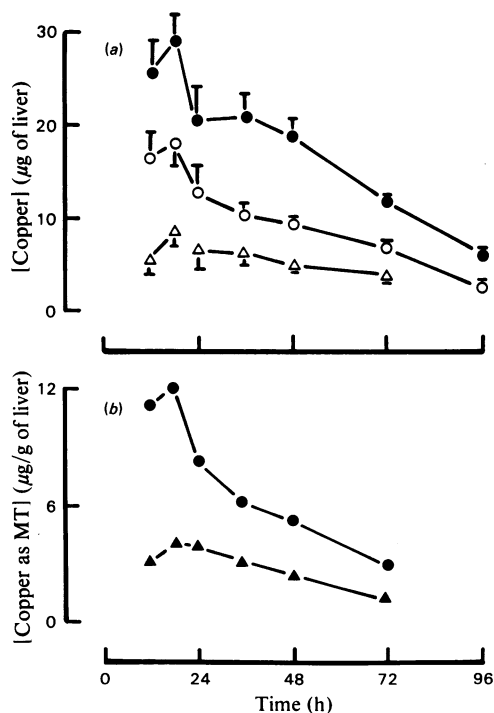 30
(a)
20
10
0
[Copper] (µg of liver)
12
(b)
6
0
[Copper as MT] (µg/g of liver)
0 24 48 72 96
Time (h)